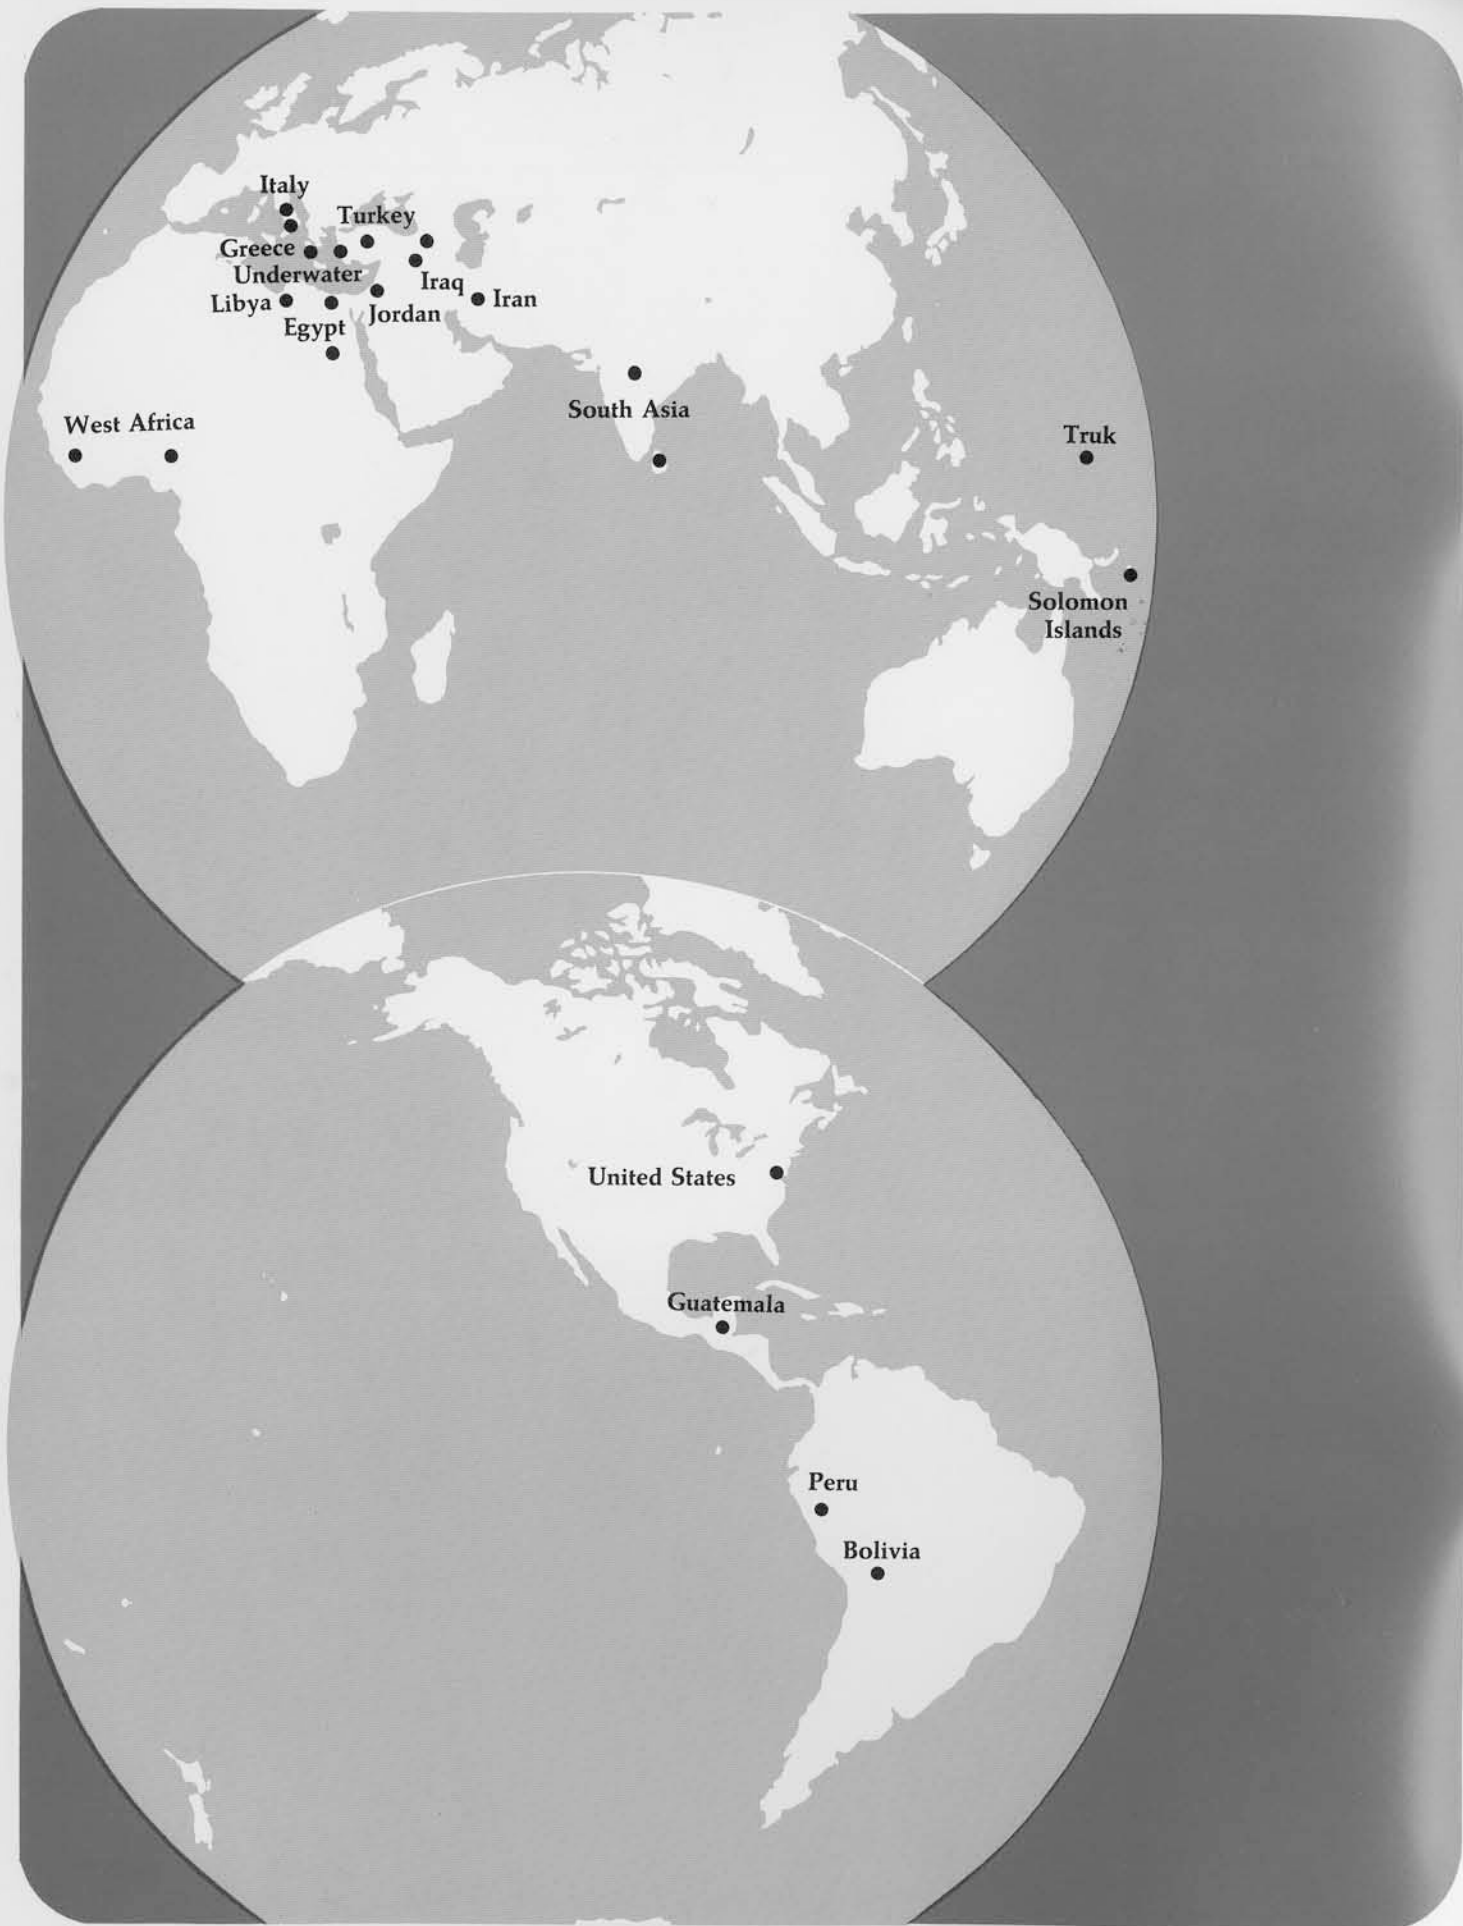 Italy
Turkey
Greece
Underwater
Iraq
Libya
Iran
Jordan
Egypt
South Asia
West Africa
Truk
Solomon
Islands
United States
Guatemala
Peru
Bolivia